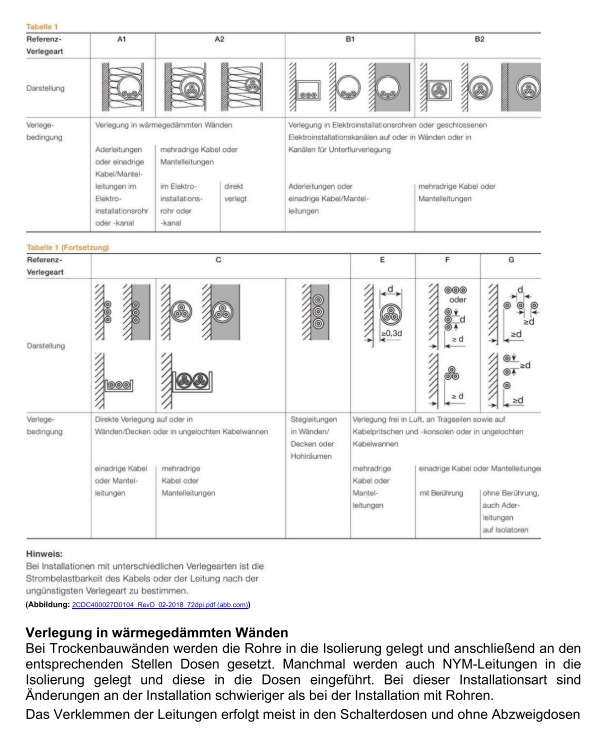 Tabelle 1
Referenz-
Verlegeart
A1
A2
B1
B2
Darstellung
Verlege-
bedingung
Verlegung in wärmegedämmten Wänden
Verlegung in Elektroinstallationsrohren oder geschlossenen
Elektroinstallationskanälen auf oder in Wänden oder in
Kanälen für Unterflurverlegung
Aderleitungen
oder einadrige
Kabel/Mantel-
leitungen im
Elektro-
installationsrohr
oder -kanal
mehradrige Kabel oder
Mantelleitungen
im Elektro-
installations-
rohr oder
-kanal
direkt
verlegt
Aderleitungen oder
einadrige Kabel/Mantel-
leitungen
mehradrige Kabel oder
Mantelleitungen
Tabelle 1 (Fortsetzung)
Referenz-
Verlegeart
C
E
F
G
Darstellung
d
≥0,3d
oder
d
≥ d
≥ d
d
≥d
≥d
≥d
≥d
Verlege-
bedingung
Direkte Verlegung auf oder in
Wänden/Decken oder in ungelochten Kabelwannen
einadrige Kabel
oder Mantel-
leitungen
mehradrige
Kabel oder
Mantelleitungen
Stegleitungen
in Wänden/
Decken oder
Hohlräumen
Verlegung frei in Luft, an Tragseilen sowie auf
Kabelpritschen und -konsolen oder in ungelochten
Kabelwannen
mehradrige
Kabel oder
Mantel-
leitungen
einadrige Kabel oder Mantelleitunge
mit Berührung
ohne Berührung,
auch Ader-
leitungen
auf Isolatoren
Hinweis:
Bei Installationen mit unterschiedlichen Verlegearten ist die
Strombelastbarkeit des Kabels oder der Leitung nach der
ungünstigsten Verlegeart zu bestimmen.
(Abbildung: 2CDC400027D0104_RevD_02-2018_72dpi.pdf (abb.com))
Verlegung in wärmegedämmten Wänden
Bei Trockenbauwänden werden die Rohre in die Isolierung gelegt und anschließend an den
entsprechenden Stellen Dosen gesetzt. Manchmal werden auch NYM-Leitungen in die
Isolierung gelegt und diese in die Dosen eingeführt. Bei dieser Installationsart sind
Änderungen an der Installation schwieriger als bei der Installation mit Rohren.
Das Verklemmen der Leitungen erfolgt meist in den Schalterdosen und ohne Abzweigdosen